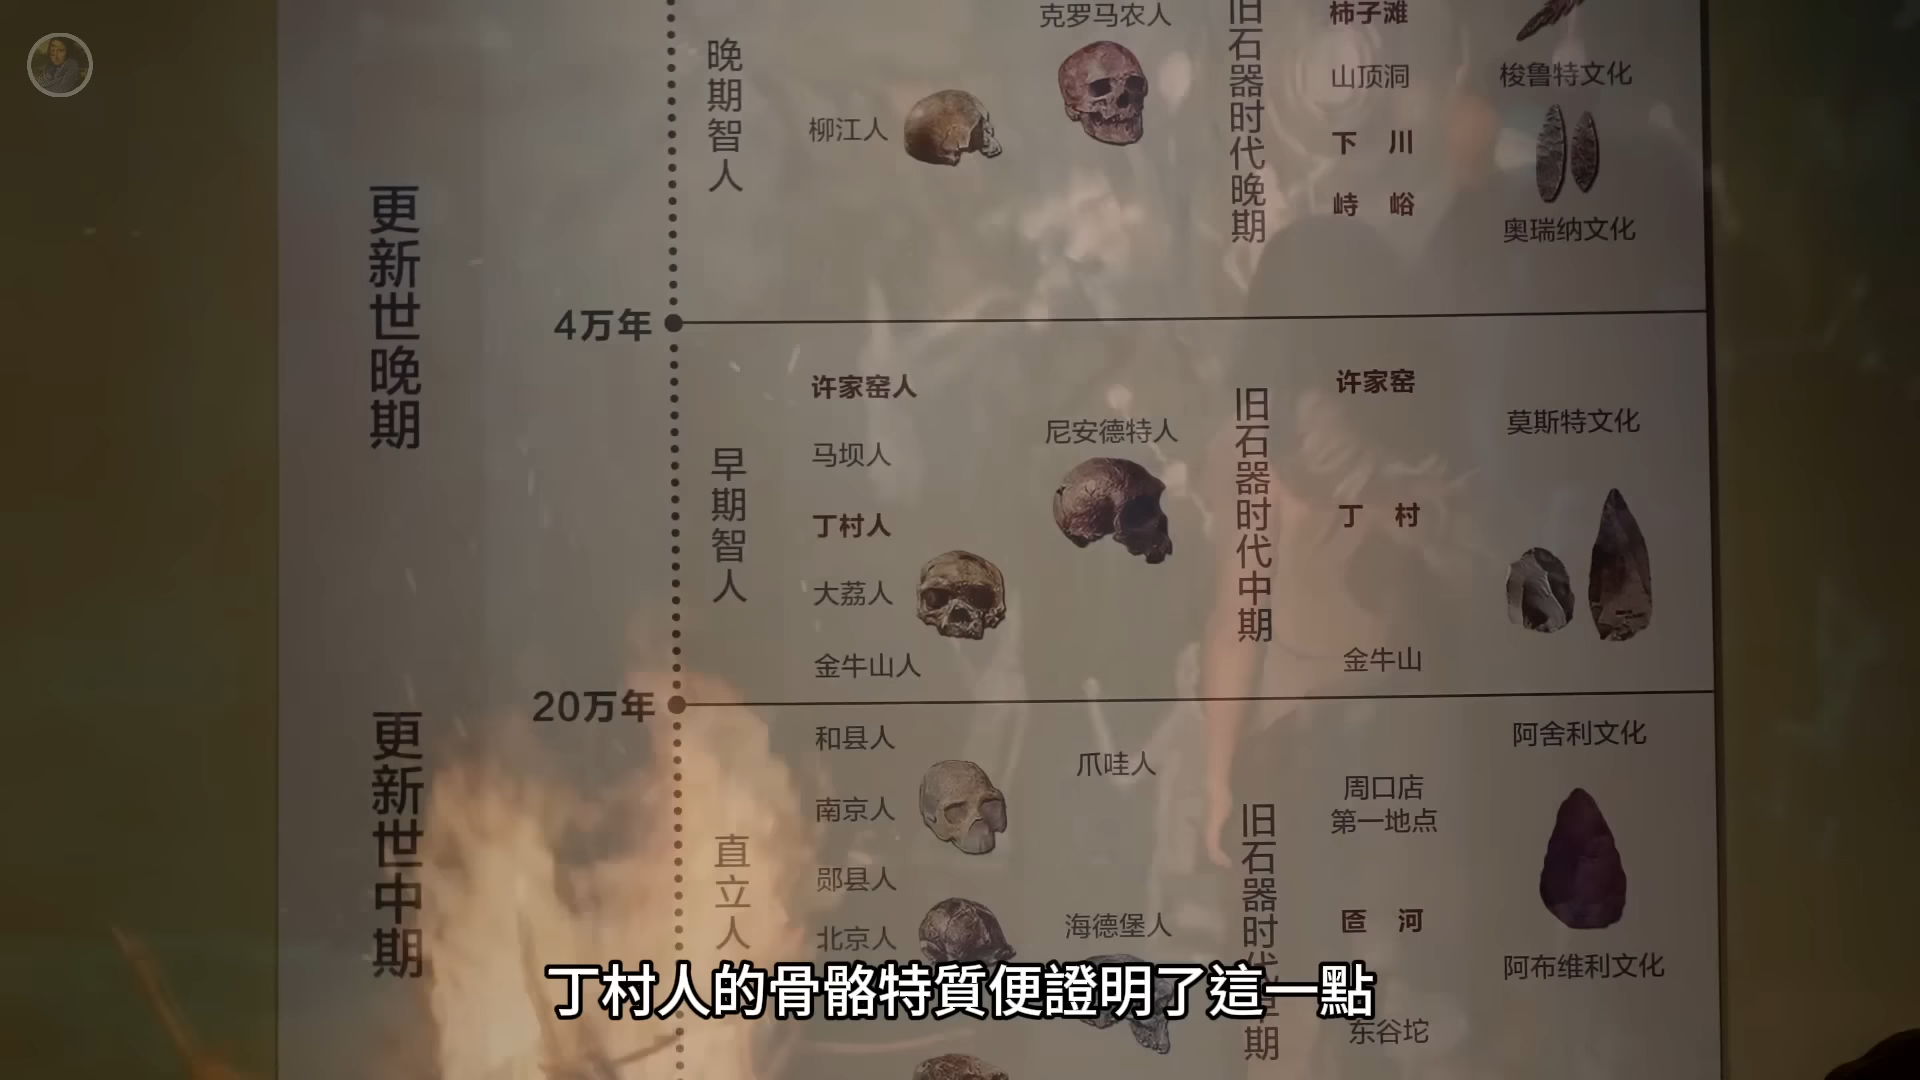 克罗马农人
柿子滩
晚期智人
旧石器时代晚期
山顶洞
梭鲁特文化
柳江人
下川
峙峪
奥瑞纳文化
更新世晚期
4万年
许家窑人
许家窑
马坝人
尼安德特人
莫斯特文化
早期智人
旧石器时代中期
丁村人
丁村
大荔人
金牛山人
金牛山
20万年
更新世中期
和县人
爪哇人
阿舍利文化
南京人
周口店
第一地点
直立人
旧石器时代早期
郧县人
北京人
海德堡人
匼河
阿布维利文化
东谷坨
丁村人的骨骼特質便證明了這一點